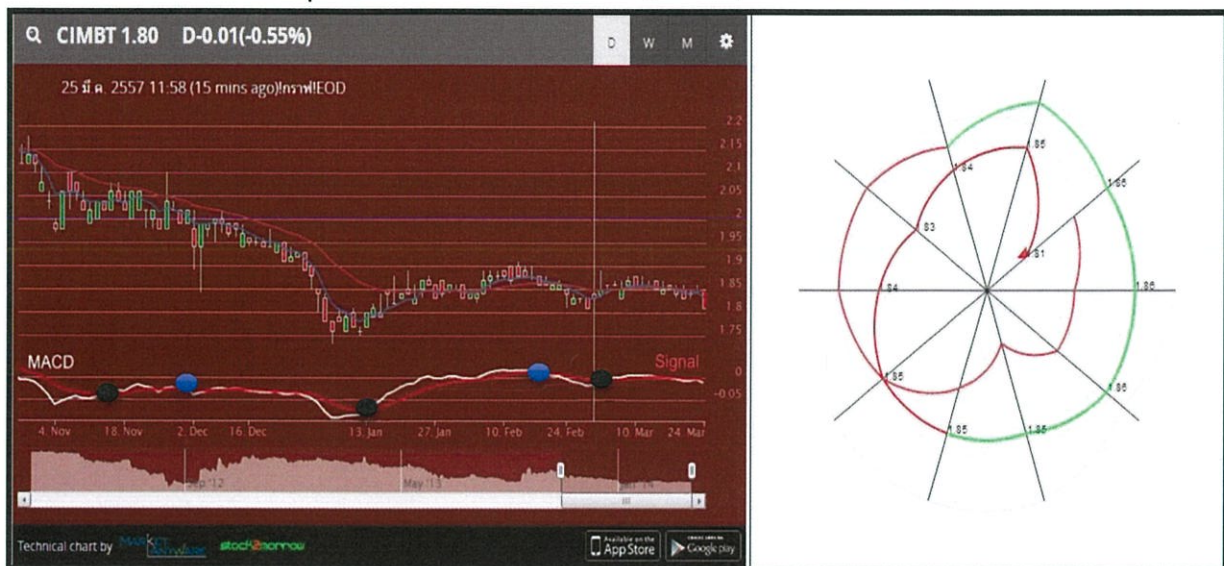 CIMBT 1.80 D-0.01(-0.55%)
D W M
25 มี.ค. 2557 11:58 (15 mins ago)!กราฟ!EOD
2.2
2.15
2.1
2.05
2
1.95
1.9
1.85
1.8
1.75
MACD
Signal
0
-0.05
4. Nov 18. Nov 2. Dec 16. Dec 13. Jan 27. Jan 10. Feb 24. Feb 10. Mar 24. Mar
Sep '12 May '13 Jan '14
Technical chart by MARKET ANYWARE stock2morrow
Available on the
App Store
Google play
1.85
1.84
1.86
.83
.81
.84
1.86
1.85
1.86
1.85
1.85